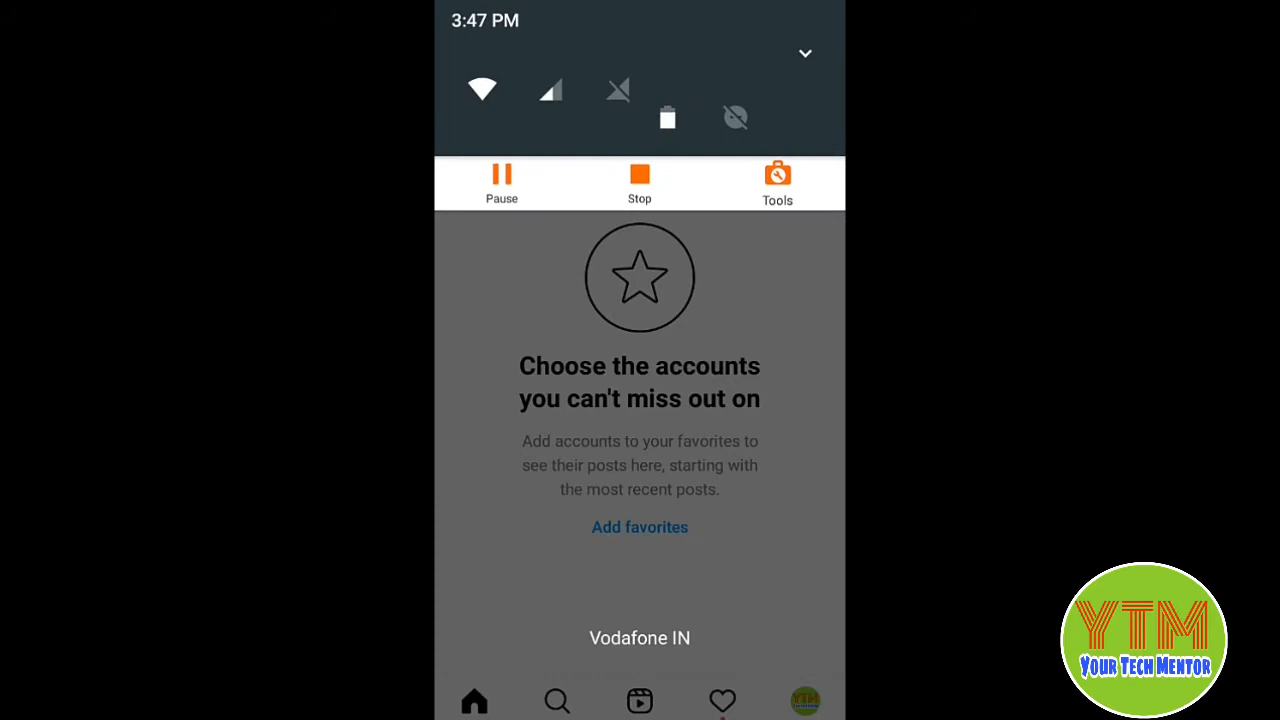 3:47 PM
Pause
Stop
Tools
Choose the accounts
you can't miss out on
Add accounts to your favorites to
see their posts here, starting with
the most recent posts.
Add favorites
Vodafone IN
YTM
YTM
YOUR TECH MENTOR